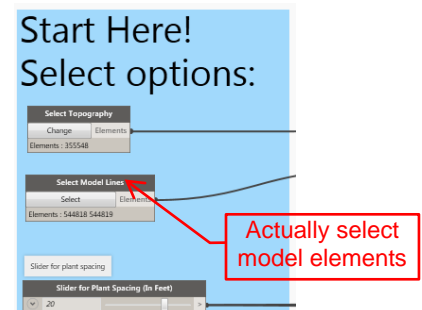 Start Here!
Select options:
Select Topography
Change Elements
Elements : 355548
Select Model Lines
Select Elements
Elements : 544818 544819
Actually select
model elements
Slider for plant spacing
Slider for Plant Spacing (In Feet)
20 >